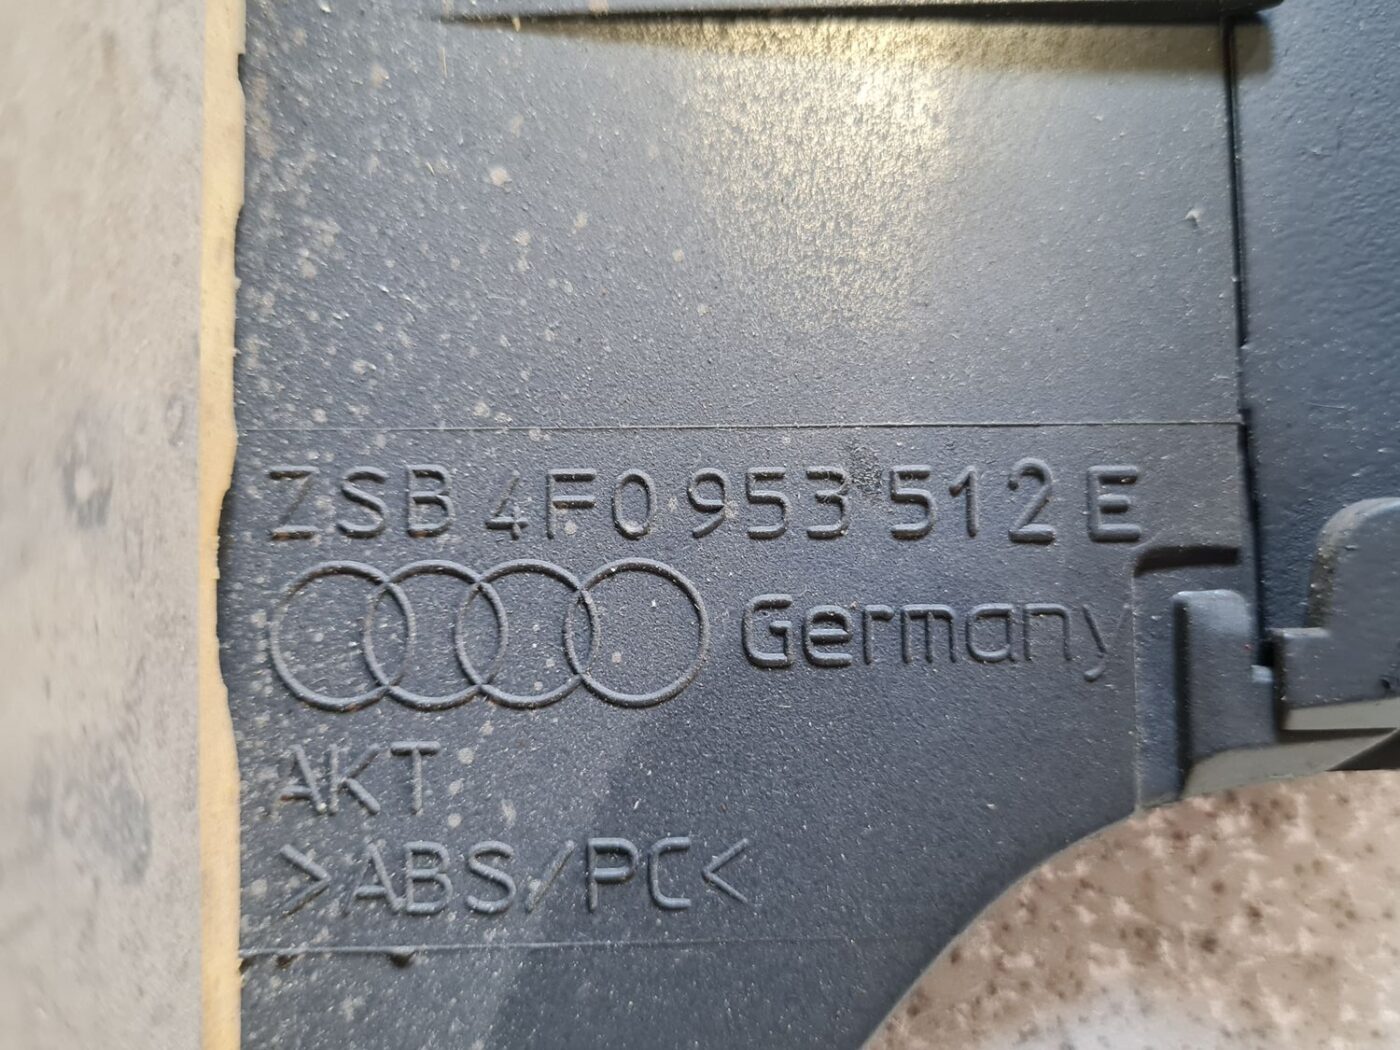 ZSB 4F0 953 512 E
Germany
AKT
>ABS/PC<